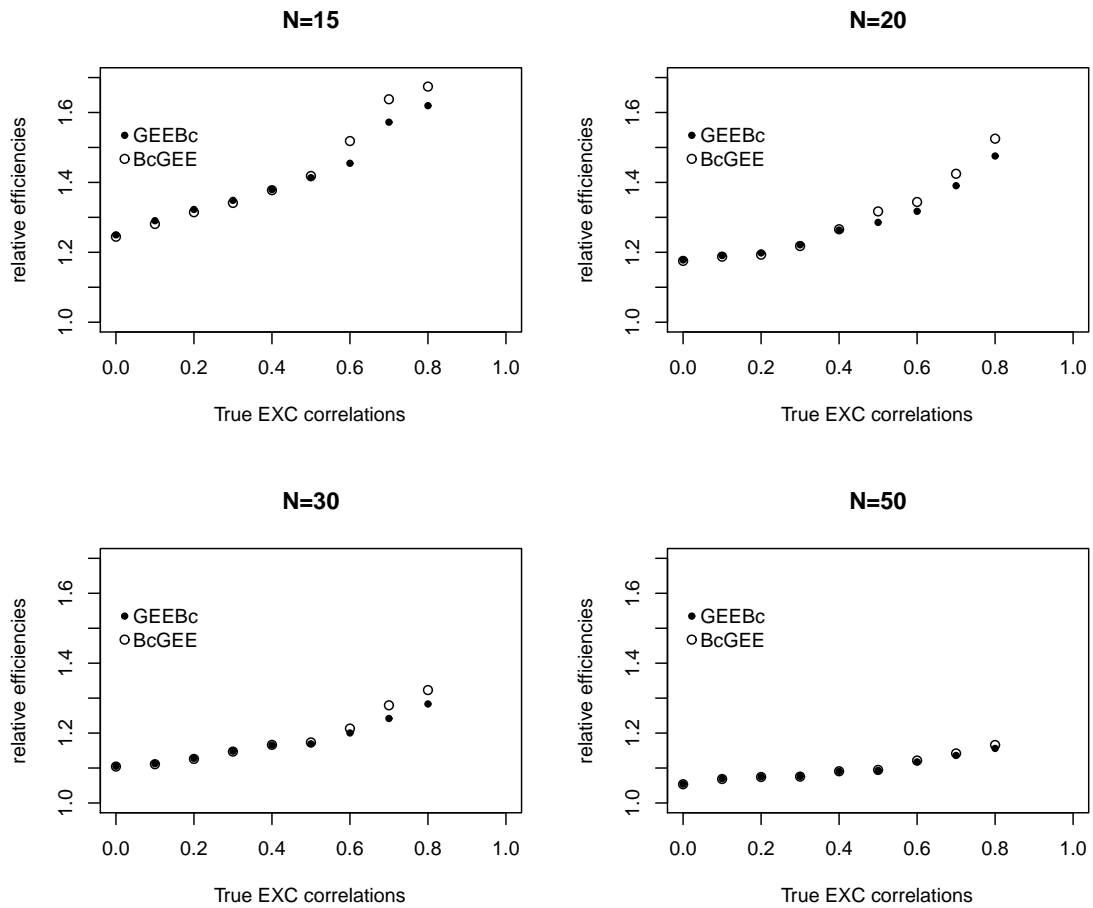 N=15
relative efficiencies
1.0 1.2 1.4 1.6
GEEBc
BcGEE
0.0 0.2 0.4 0.6 0.8 1.0
True EXC correlations
N=20
relative efficiencies
1.0 1.2 1.4 1.6
GEEBc
BcGEE
0.0 0.2 0.4 0.6 0.8 1.0
True EXC correlations
N=30
relative efficiencies
1.0 1.2 1.4 1.6
GEEBc
BcGEE
0.0 0.2 0.4 0.6 0.8 1.0
True EXC correlations
N=50
relative efficiencies
1.0 1.2 1.4 1.6
GEEBc
BcGEE
0.0 0.2 0.4 0.6 0.8 1.0
True EXC correlations